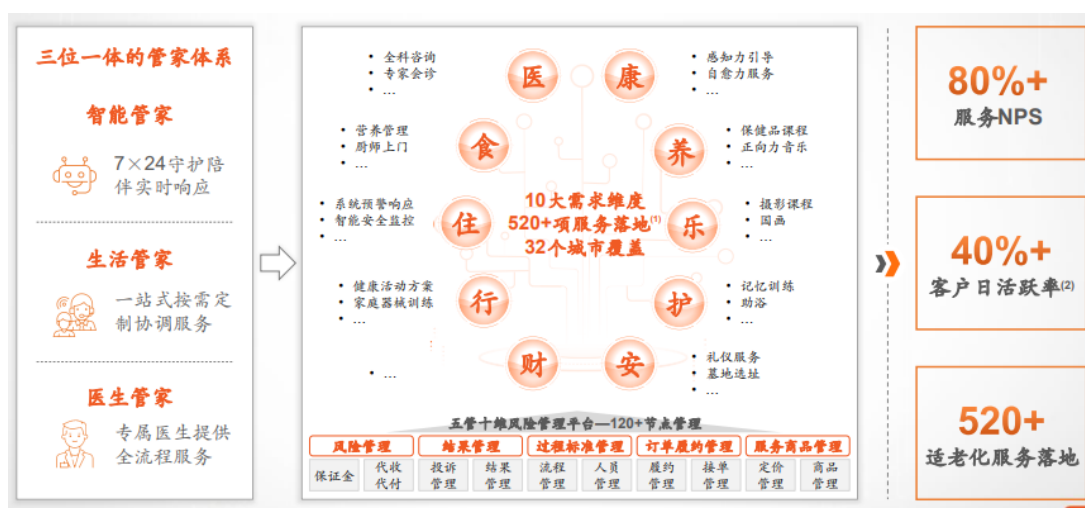 三位一体的管家体系
智能管家
7×24守护陪
伴实时响应
生活管家
一站式按需定
制协调服务
医生管家
专属医生提供
全流程服务
• 全科咨询
• 专家会诊
• …
医
康
• 感知力引导
• 自愈力服务
• …
• 营养管理
• 厨师上门
• …
食
养
• 保健品课程
• 正向力音乐
• …
• 系统预警响应
• 智能安全监控
• …
住
10大需求维度
520+项服务落地(1)
32个城市覆盖
乐
• 摄影课程
• 国画
• …
• 健康活动方案
• 家庭器械训练
• …
行
护
• 记忆训练
• 助浴
• …
• …
财
安
• 礼仪服务
• 墓地选址
• …
五管十维风险管理平台—120+节点管理
风险管理 结果管理 过程标准管理 订单履约管理 服务商品管理
保证金 代收 投诉 结果 流程 人员 履约 接单 定价 商品
代付 管理 管理 管理 管理 管理 管理 管理 管理
80%+
服务NPS
40%+
客户日活跃率(2)
520+
适老化服务落地